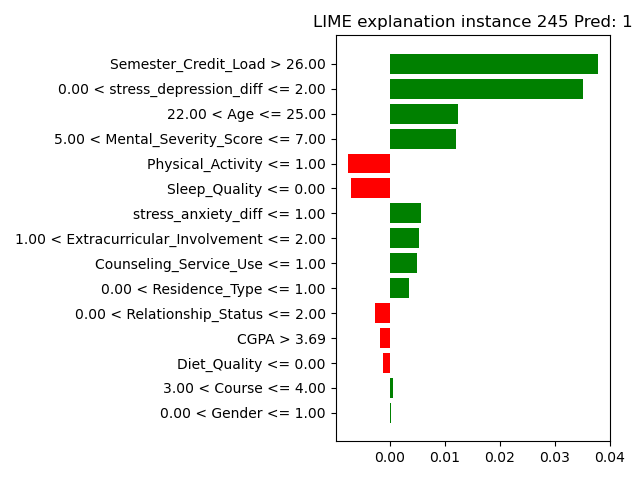 LIME explanation instance 245 Pred: 1
Semester_Credit_Load > 26.00
0.00 < stress_depression_diff <= 2.00
22.00 < Age <= 25.00
5.00 < Mental_Severity_Score <= 7.00
Physical_Activity <= 1.00
Sleep_Quality <= 0.00
stress_anxiety_diff <= 1.00
1.00 < Extracurricular_Involvement <= 2.00
Counseling_Service_Use <= 1.00
0.00 < Residence_Type <= 1.00
0.00 < Relationship_Status <= 2.00
CGPA > 3.69
Diet_Quality <= 0.00
3.00 < Course <= 4.00
0.00 < Gender <= 1.00
0.00 0.01 0.02 0.03 0.04